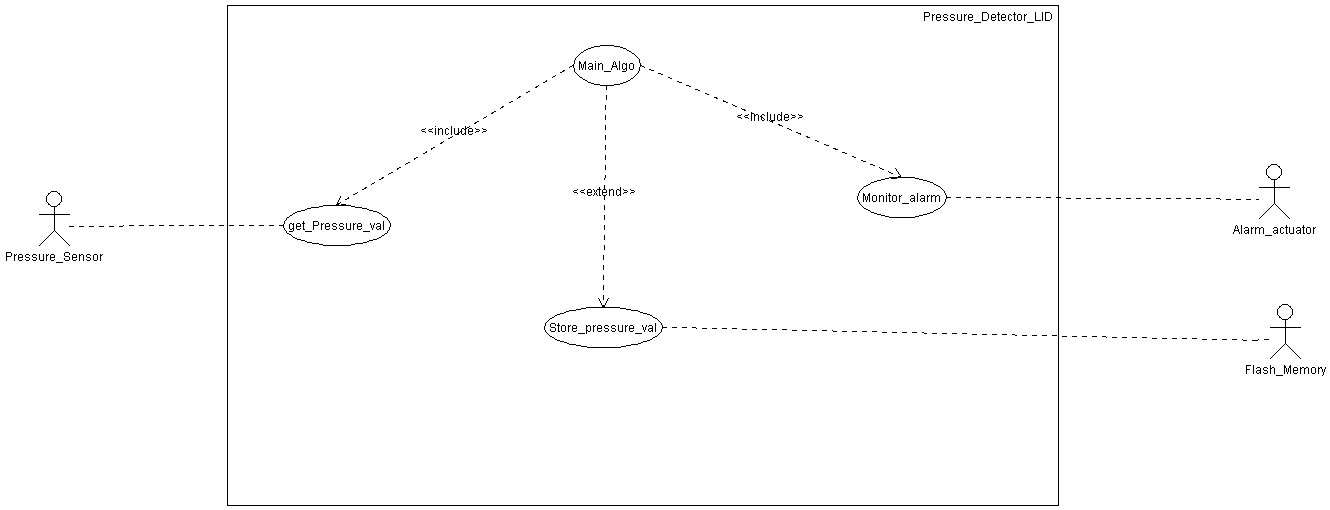 Pressure_Detector_LID
Main_Algo
<<include>>
<<include>>
<<extend>>
Monitor_alarm
get_Pressure_val
Alarm_actuator
Pressure_Sensor
Store_pressure_val
Flash_Memory